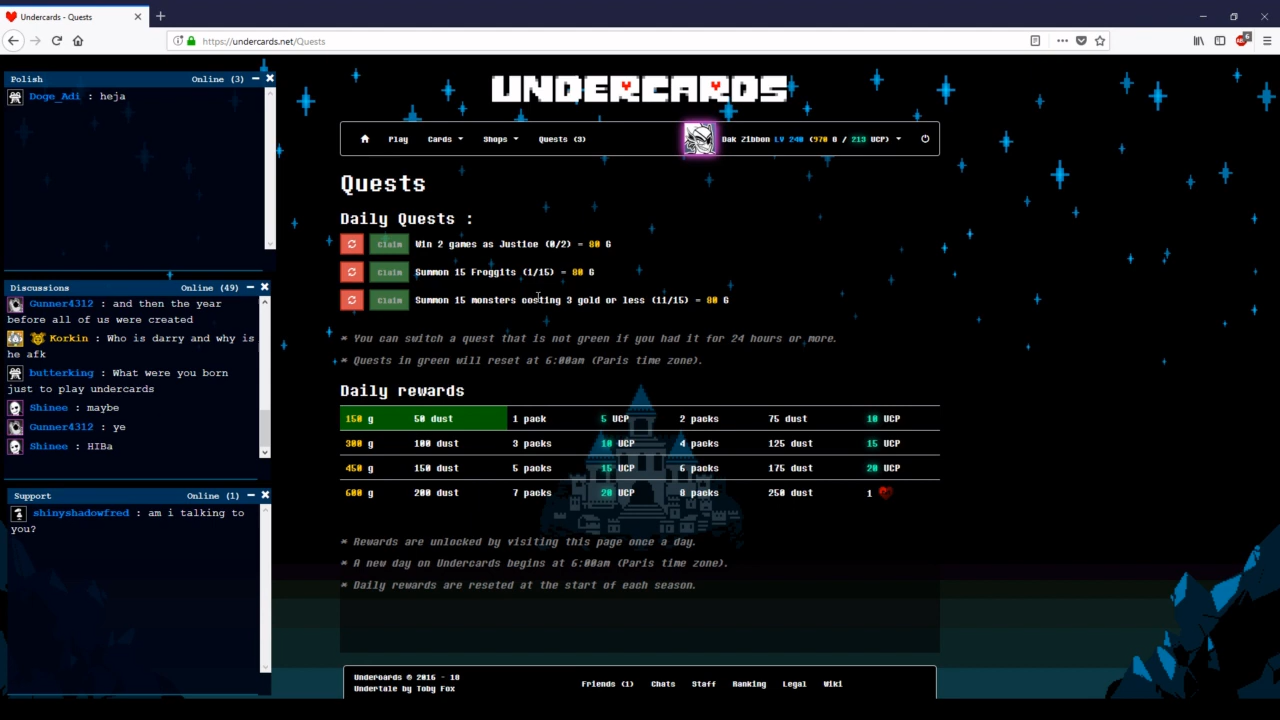 Undercards - Quests
https://undercards.net/Quests
6
Polish Online (3)
Doge_Adi : heja
Discussions Online (49)
Gunner4312 : and then the year
before all of us were created
Korkin : Who is darry and why is
he afk
butterking : What were you born
just to play undercards
Shinee : maybe
Gunner4312 : ye
Shinee : HIBa
Support Online (1)
shinyshadowfred : am i talking to
you?
UNDERCARDS
Play Cards Shops Quests (3) Dak Zibbon LV 240 (970 G / 213 UCP)
Quests
Daily Quests :
Claim Win 2 games as Justice (0/2) = 80 G
Claim Summon 15 Froggits (1/15) = 80 G
Claim Summon 15 monsters costing 3 gold or less (11/15) = 80 G
* You can switch a quest that is not green if you had it for 24 hours or more.
* Quests in green will reset at 6:00am (Paris time zone).
Daily rewards
150 g 50 dust 1 pack 5 UCP 2 packs 75 dust 10 UCP
300 g 100 dust 3 packs 10 UCP 4 packs 125 dust 15 UCP
450 g 150 dust 5 packs 15 UCP 6 packs 175 dust 20 UCP
600 g 200 dust 7 packs 20 UCP 8 packs 250 dust 1
* Rewards are unlocked by visiting this page once a day.
* A new day on Undercards begins at 6:00am (Paris time zone).
* Daily rewards are reseted at the start of each season.
Undercards © 2016 - 18
Undertale by Toby Fox
Friends (1) Chats Staff Ranking Legal Wiki